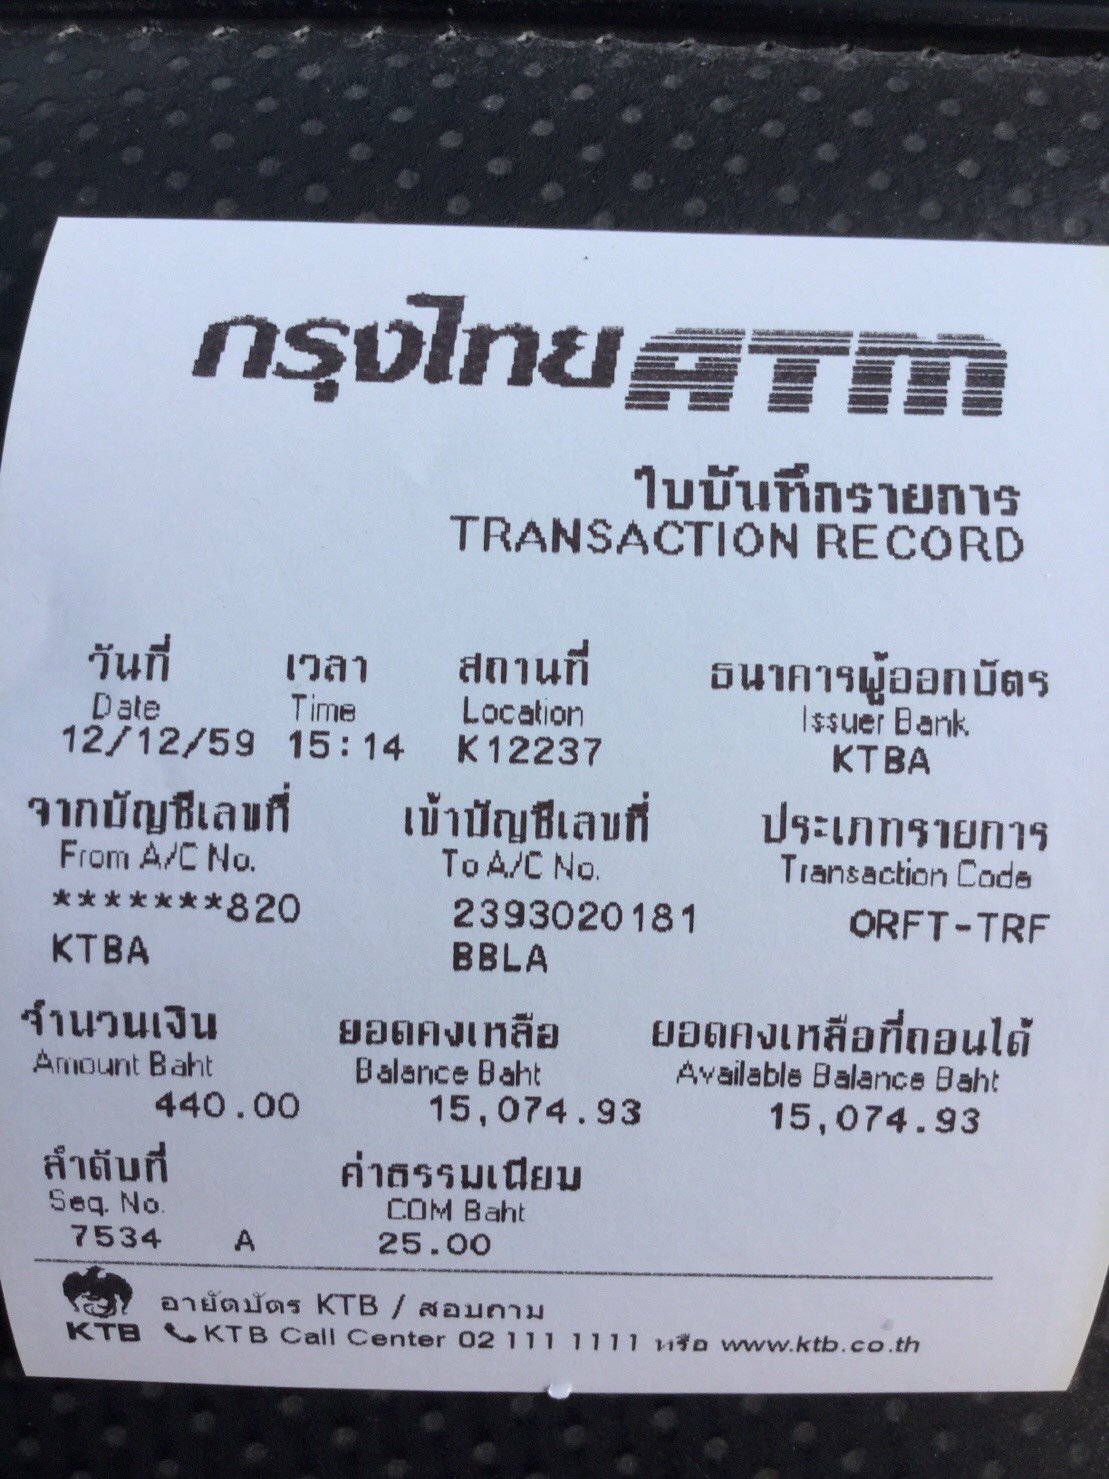 กรุงไทย ATM
ใบบันทึกรายการ
TRANSACTION RECORD
วันที่ เวลา สถานที่ ธนาคารผู้ออกบัตร
Date Time Location Issuer Bank
12/12/59 15:14 K12237 KTBA
จากบัญชีเลขที่ เข้าบัญชีเลขที่ ประเภทรายการ
From A/C No. To A/C No. Transaction Code
*******820 2393020181 ORFT-TRF
KTBA BBLA
จำนวนเงิน ยอดคงเหลือ ยอดคงเหลือที่ถอนได้
Amount Baht Balance Baht Available Balance Baht
440.00 15,074.93 15,074.93
ลำดับที่ ค่าธรรมเนียม
Seq. No. COM Baht
7534 A 25.00
อายัดบัตร KTB / สอบถาม
KTB KTB Call Center 02 111 1111 หรือ www.ktb.co.th